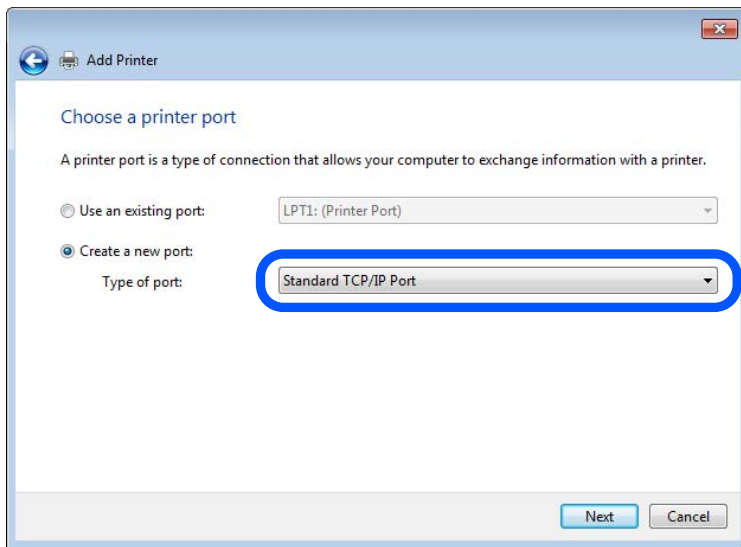 Add Printer
Choose a printer port
A printer port is a type of connection that allows your computer to exchange information with a printer.
Use an existing port: LPT1: (Printer Port)
Create a new port:
Type of port: Standard TCP/IP Port
Next Cancel